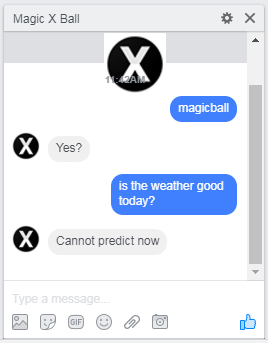 Magic X Ball
X
11:42AM
magicball
X
Yes?
is the weather good
today?
X
Cannot predict now
Type a message...
GIF